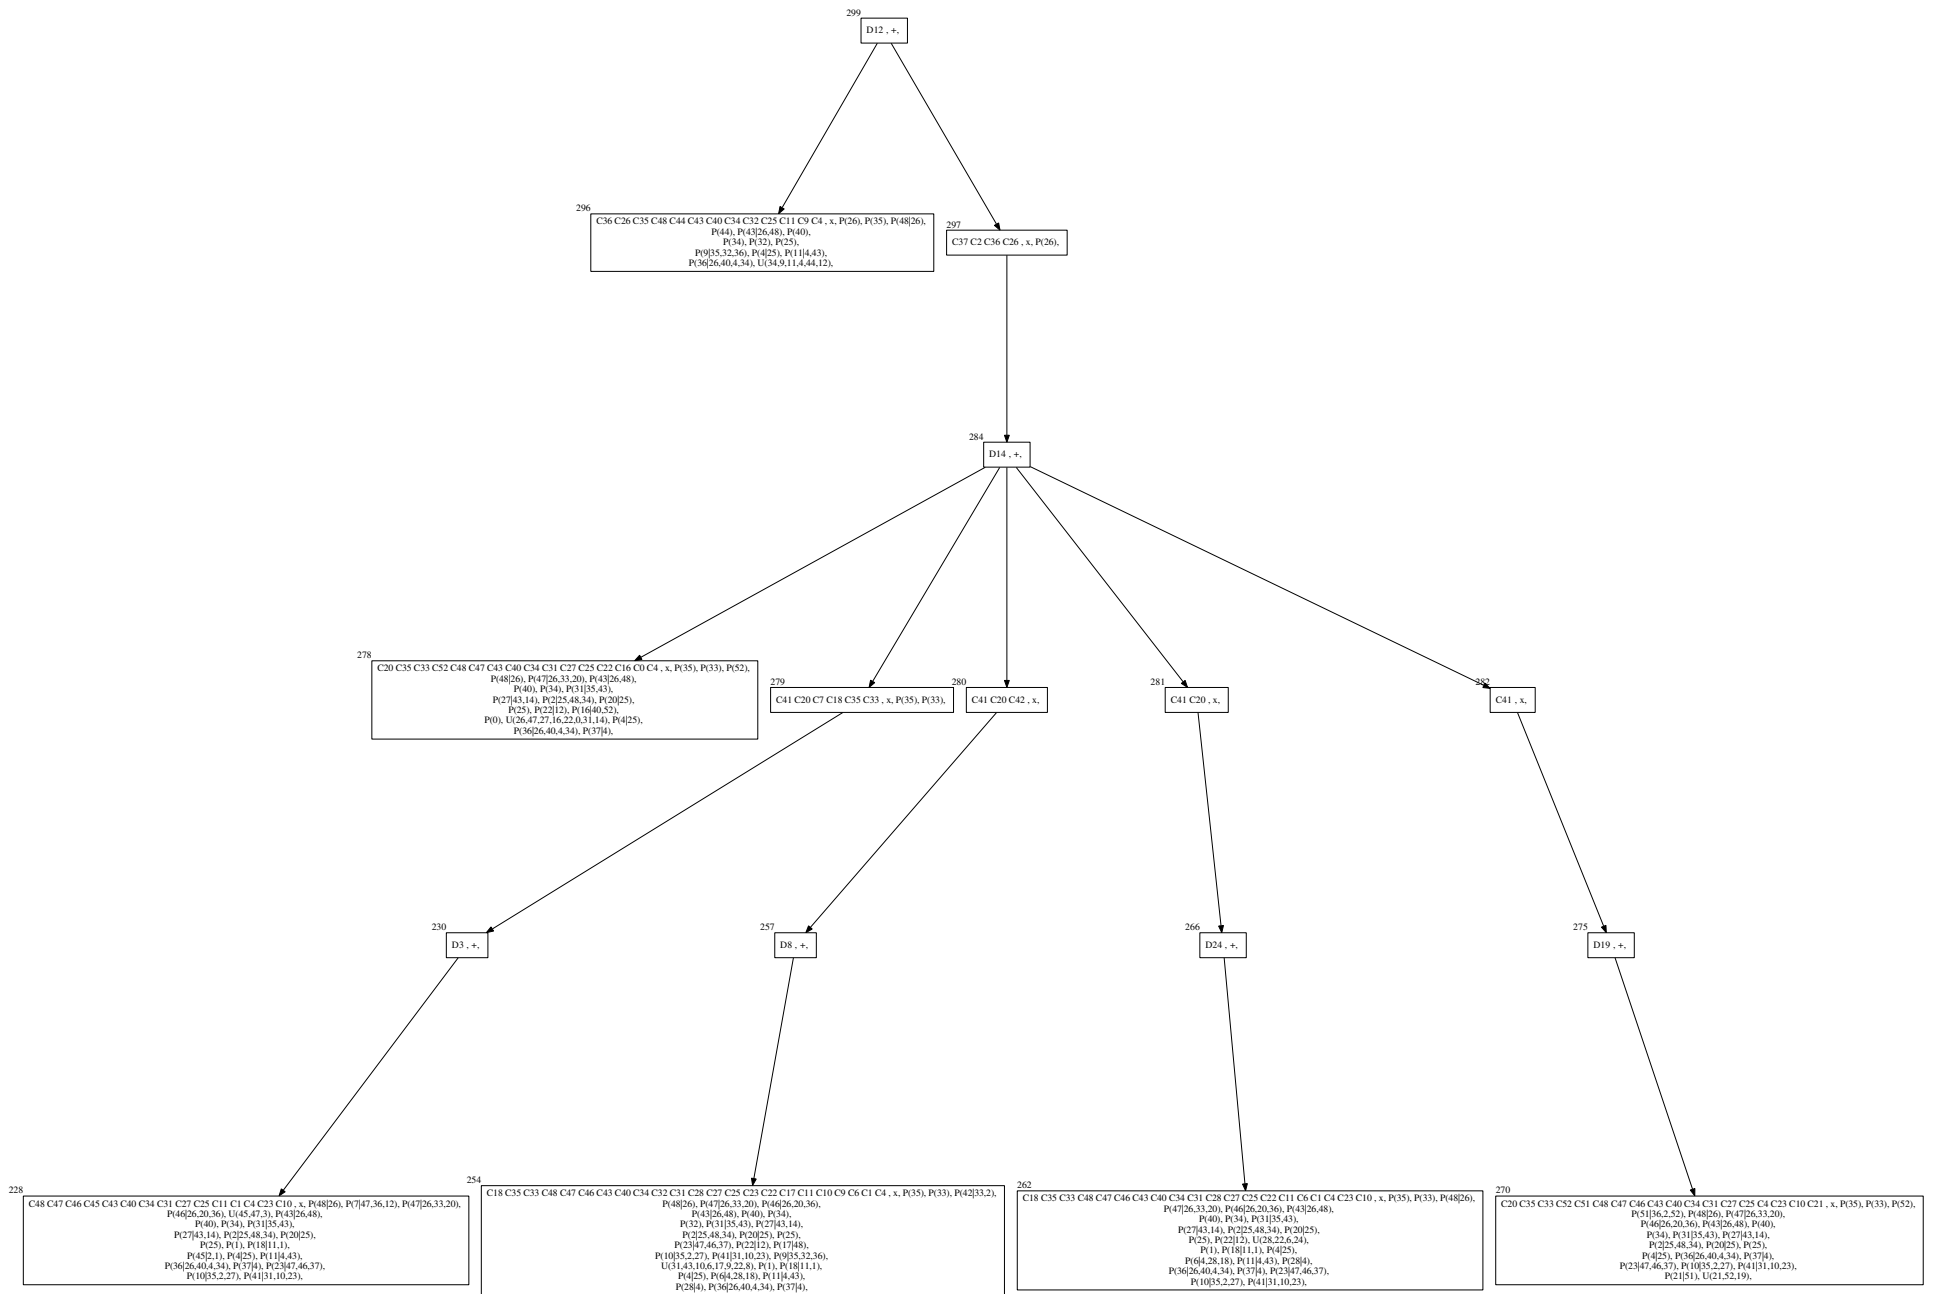 299
D12 , +,
296
C36 C26 C35 C48 C44 C43 C40 C34 C32 C25 C11 C9 C4 , x, P(26), P(35), P(48|26),
P(44), P(43|26,48), P(40),
P(34), P(32), P(25),
P(9|35,32,36), P(4|25), P(11|4,43),
P(36|26,40,4,34), U(34,9,11,4,44,12),
297
C37 C2 C36 C26 , x, P(26),
284
D14 , +,
278
C20 C35 C33 C52 C48 C47 C43 C40 C34 C31 C27 C25 C22 C16 C0 C4 , x, P(35), P(33), P(52),
P(48|26), P(47|26,33,20), P(43|26,48),
P(40), P(34), P(31|35,43),
P(27|43,14), P(2|25,48,34), P(20|25),
P(25), P(22|12), P(16|40,52),
P(0), U(26,47,27,16,22,0,31,14), P(4|25),
P(36|26,40,4,34), P(37|4),
279
C41 C20 C7 C18 C35 C33 , x, P(35), P(33),
280
C41 C20 C42 , x,
281
C41 C20 , x,
282
C41 , x,
230
D3 , +,
257
D8 , +,
266
D24 , +,
275
D19 , +,
228
C48 C47 C46 C45 C43 C40 C34 C31 C27 C25 C11 C1 C4 C23 C10 , x, P(48|26), P(7|47,36,12), P(47|26,33,20),
P(46|26,20,36), U(45,47,3), P(43|26,48),
P(40), P(34), P(31|35,43),
P(27|43,14), P(2|25,48,34), P(20|25),
P(25), P(1), P(18|11,1),
P(45|2,1), P(4|25), P(11|4,43),
P(36|26,40,4,34), P(37|4), P(23|47,46,37),
P(10|35,2,27), P(41|31,10,23),
254
C18 C35 C33 C48 C47 C46 C43 C40 C34 C32 C31 C28 C27 C25 C23 C22 C17 C11 C10 C9 C6 C1 C4 , x, P(35), P(33), P(42|33,2),
P(48|26), P(47|26,33,20), P(46|26,20,36),
P(43|26,48), P(40), P(34),
P(32), P(31|35,43), P(27|43,14),
P(2|25,48,34), P(20|25), P(25),
P(23|47,46,37), P(22|12), P(17|48),
P(10|35,2,27), P(41|31,10,23), P(9|35,32,36),
U(31,43,10,6,17,9,22,8), P(1), P(18|11,1),
P(4|25), P(6|4,28,18), P(11|4,43),
P(28|4), P(36|26,40,4,34), P(37|4),
262
C18 C35 C33 C48 C47 C46 C43 C40 C34 C31 C28 C27 C25 C22 C11 C6 C1 C4 C23 C10 , x, P(35), P(33), P(48|26),
P(47|26,33,20), P(46|26,20,36), P(43|26,48),
P(40), P(34), P(31|35,43),
P(27|43,14), P(2|25,48,34), P(20|25),
P(25), P(22|12), U(28,22,6,24),
P(1), P(18|11,1), P(4|25),
P(6|4,28,18), P(11|4,43), P(28|4),
P(36|26,40,4,34), P(37|4), P(23|47,46,37),
P(10|35,2,27), P(41|31,10,23),
270
C20 C35 C33 C52 C51 C48 C47 C46 C43 C40 C34 C31 C27 C25 C4 C23 C10 C21 , x, P(35), P(33), P(52),
P(51|36,2,52), P(48|26), P(47|26,33,20),
P(46|26,20,36), P(43|26,48), P(40),
P(34), P(31|35,43), P(27|43,14),
P(2|25,48,34), P(20|25), P(25),
P(4|25), P(36|26,40,4,34), P(37|4),
P(23|47,46,37), P(10|35,2,27), P(41|31,10,23),
P(21|51), U(21,52,19),